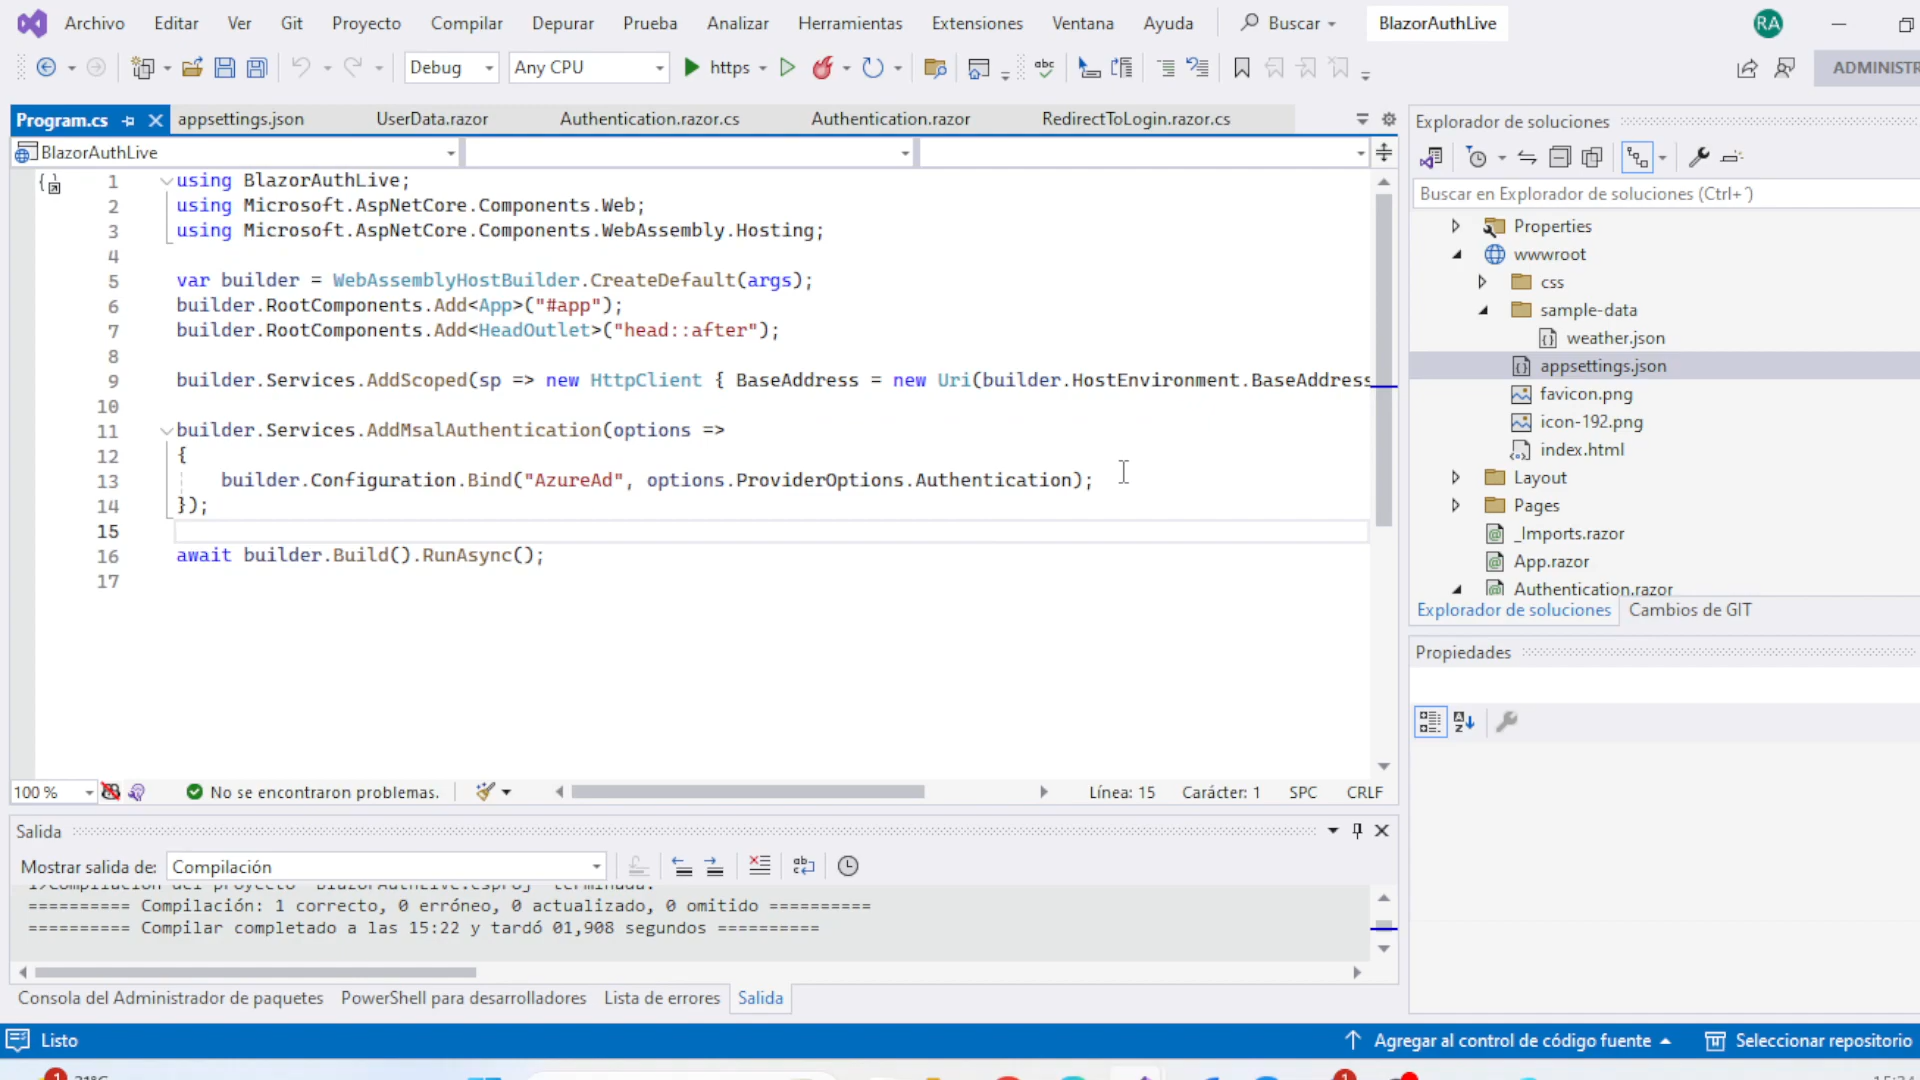 Archivo Editar Ver Git Proyecto Compilar Depurar Prueba Analizar Herramientas Extensiones Ventana Ayuda Buscar BlazorAuthLive RA
Debug Any CPU https ADMINISTR
Program.cs appsettings.json UserData.razor Authentication.razor.cs Authentication.razor RedirectToLogin.razor.cs
BlazorAuthLive
1 using BlazorAuthLive;
2 using Microsoft.AspNetCore.Components.Web;
3 using Microsoft.AspNetCore.Components.WebAssembly.Hosting;
4
5 var builder = WebAssemblyHostBuilder.CreateDefault(args);
6 builder.RootComponents.Add<App>("#app");
7 builder.RootComponents.Add<HeadOutlet>("head::after");
8
9 builder.Services.AddScoped(sp => new HttpClient { BaseAddress = new Uri(builder.HostEnvironment.BaseAddress
10
11 builder.Services.AddMsalAuthentication(options =>
12 {
13 builder.Configuration.Bind("AzureAd", options.ProviderOptions.Authentication);
14 });
15
16 await builder.Build().RunAsync();
17
100 % No se encontraron problemas. Línea: 15 Carácter: 1 SPC CRLF
Salida
Mostrar salida de: Compilación
1>Compilación del proyecto "BlazorAuthLive.csproj" terminada.
========== Compilación: 1 correcto, 0 erróneo, 0 actualizado, 0 omitido ==========
========== Compilar completado a las 15:22 y tardó 01,908 segundos ==========
Consola del Administrador de paquetes PowerShell para desarrolladores Lista de errores Salida
Explorador de soluciones
Buscar en Explorador de soluciones (Ctrl+´)
Properties
wwwroot
css
sample-data
weather.json
appsettings.json
favicon.png
icon-192.png
index.html
Layout
Pages
_Imports.razor
App.razor
Authentication.razor
Explorador de soluciones Cambios de GIT
Propiedades
Listo Agregar al control de código fuente Seleccionar repositorio
1 31°C 1